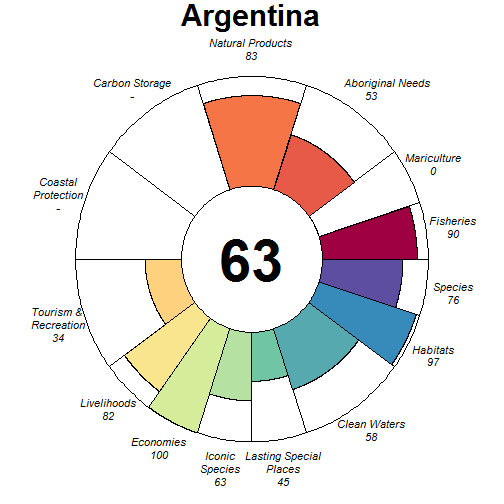 Argentina
Natural Products
83
Carbon Storage
-
Aboriginal Needs
53
Mariculture
0
Coastal
Protection
-
Fisheries
90
63
Species
76
Tourism &
Recreation
34
Habitats
97
Livelihoods
82
Clean Waters
58
Economies
100
Iconic
Species
63
Lasting Special
Places
45